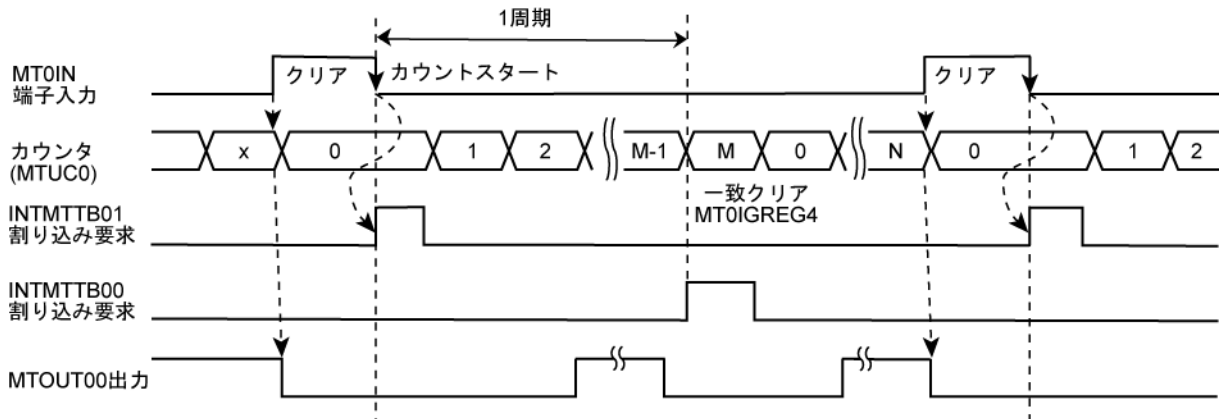 1周期
MT0IN
端子入力
クリア
カウントスタート
クリア
カウンタ
(MTUC0)
x
0
1
2
M-1
M
0
N
0
1
2
一致クリア
MT0IGREG4
INTMTTB01
割り込み要求
INTMTTB00
割り込み要求
MTOUT00出力